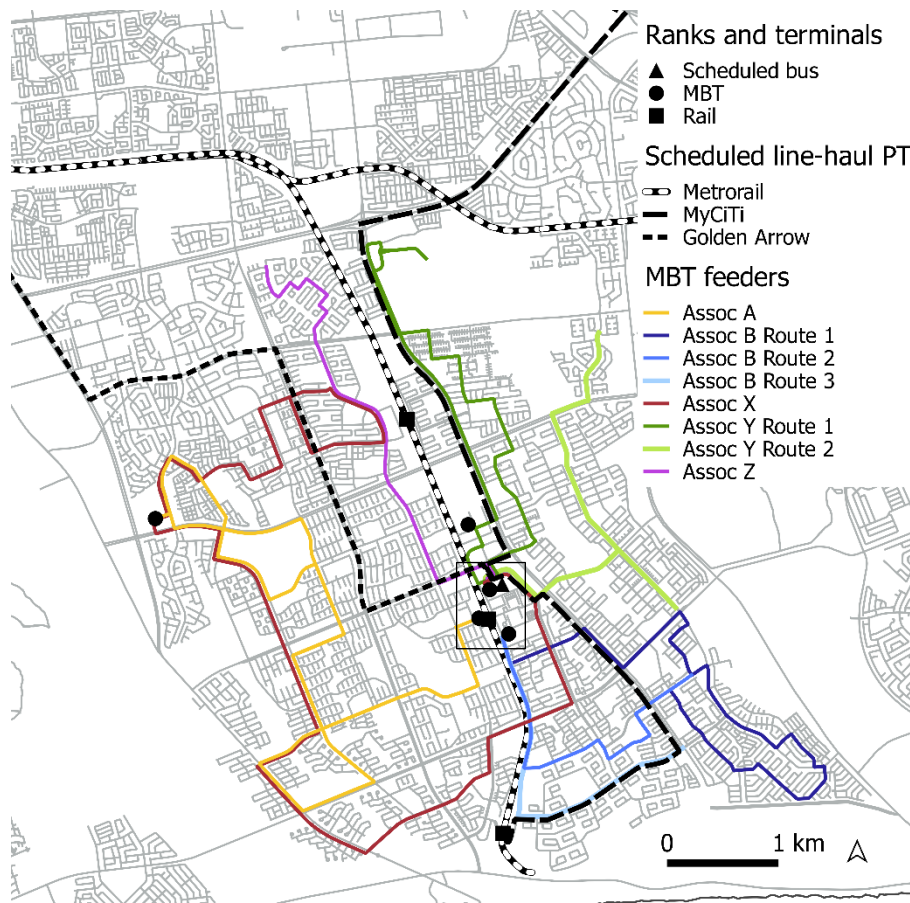 Ranks and terminals
Scheduled bus
MBT
Rail
Scheduled line-haul PT
Metrorail
MyCiTi
Golden Arrow
MBT feeders
Assoc A
Assoc B Route 1
Assoc B Route 2
Assoc B Route 3
Assoc X
Assoc Y Route 1
Assoc Y Route 2
Assoc Z
0 1 km